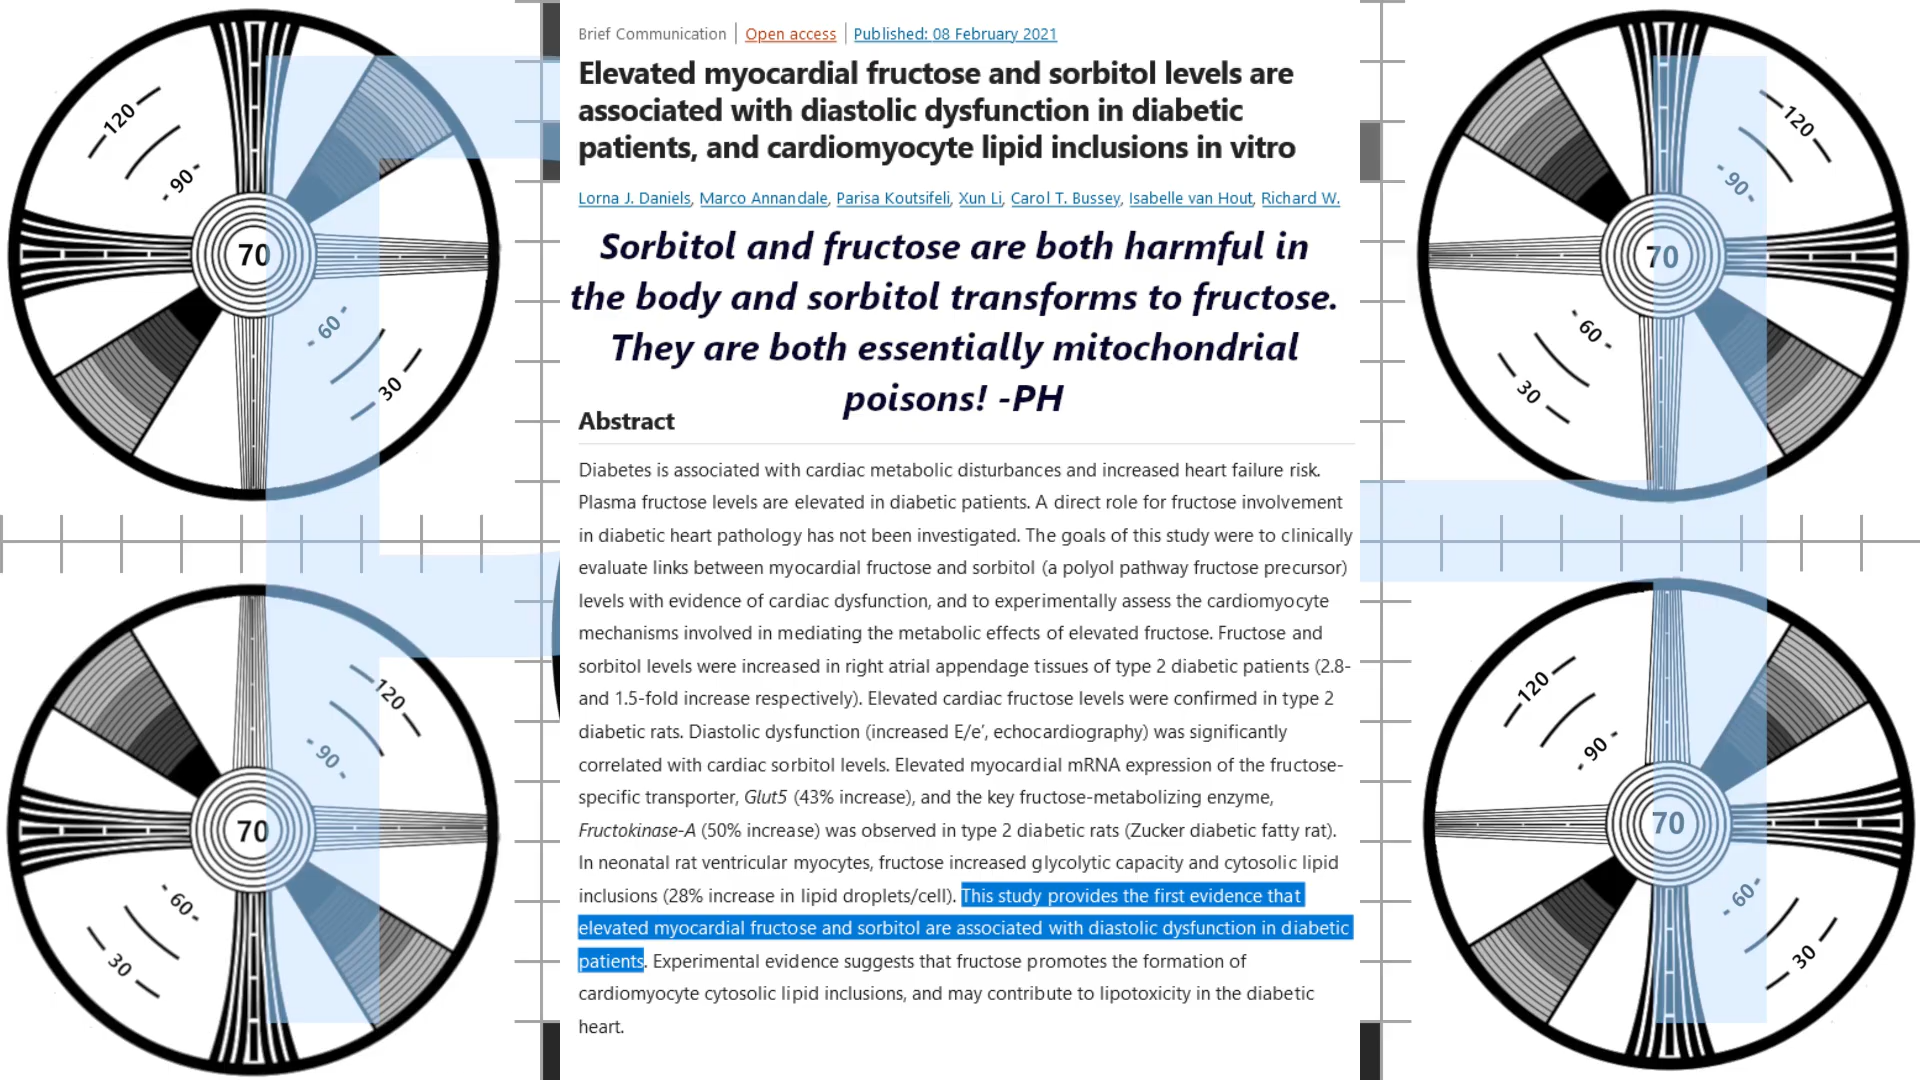 Brief Communication | Open access | Published: 08 February 2021
Elevated myocardial fructose and sorbitol levels are
associated with diastolic dysfunction in diabetic
patients, and cardiomyocyte lipid inclusions in vitro
Lorna J. Daniels, Marco Annandale, Parisa Koutsifeli, Xun Li, Carol T. Bussey, Isabelle van Hout, Richard W.
Sorbitol and fructose are both harmful in
the body and sorbitol transforms to fructose.
They are both essentially mitochondrial
poisons! -PH
Abstract
Diabetes is associated with cardiac metabolic disturbances and increased heart failure risk.
Plasma fructose levels are elevated in diabetic patients. A direct role for fructose involvement
in diabetic heart pathology has not been investigated. The goals of this study were to clinically
evaluate links between myocardial fructose and sorbitol (a polyol pathway fructose precursor)
levels with evidence of cardiac dysfunction, and to experimentally assess the cardiomyocyte
mechanisms involved in mediating the metabolic effects of elevated fructose. Fructose and
sorbitol levels were increased in right atrial appendage tissues of type 2 diabetic patients (2.8-
and 1.5-fold increase respectively). Elevated cardiac fructose levels were confirmed in type 2
diabetic rats. Diastolic dysfunction (increased E/e′, echocardiography) was significantly
correlated with cardiac sorbitol levels. Elevated myocardial mRNA expression of the fructose-
specific transporter, Glut5 (43% increase), and the key fructose-metabolizing enzyme,
Fructokinase-A (50% increase) was observed in type 2 diabetic rats (Zucker diabetic fatty rat).
In neonatal rat ventricular myocytes, fructose increased glycolytic capacity and cytosolic lipid
inclusions (28% increase in lipid droplets/cell). This study provides the first evidence that
elevated myocardial fructose and sorbitol are associated with diastolic dysfunction in diabetic
patients. Experimental evidence suggests that fructose promotes the formation of
cardiomyocyte cytosolic lipid inclusions, and may contribute to lipotoxicity in the diabetic
heart.
120
- 90 -
70
- 60 -
30
120
- 90 -
70
- 60 -
30
120
- 90 -
70
- 60 -
30
120
- 90 -
70
- 60 -
30